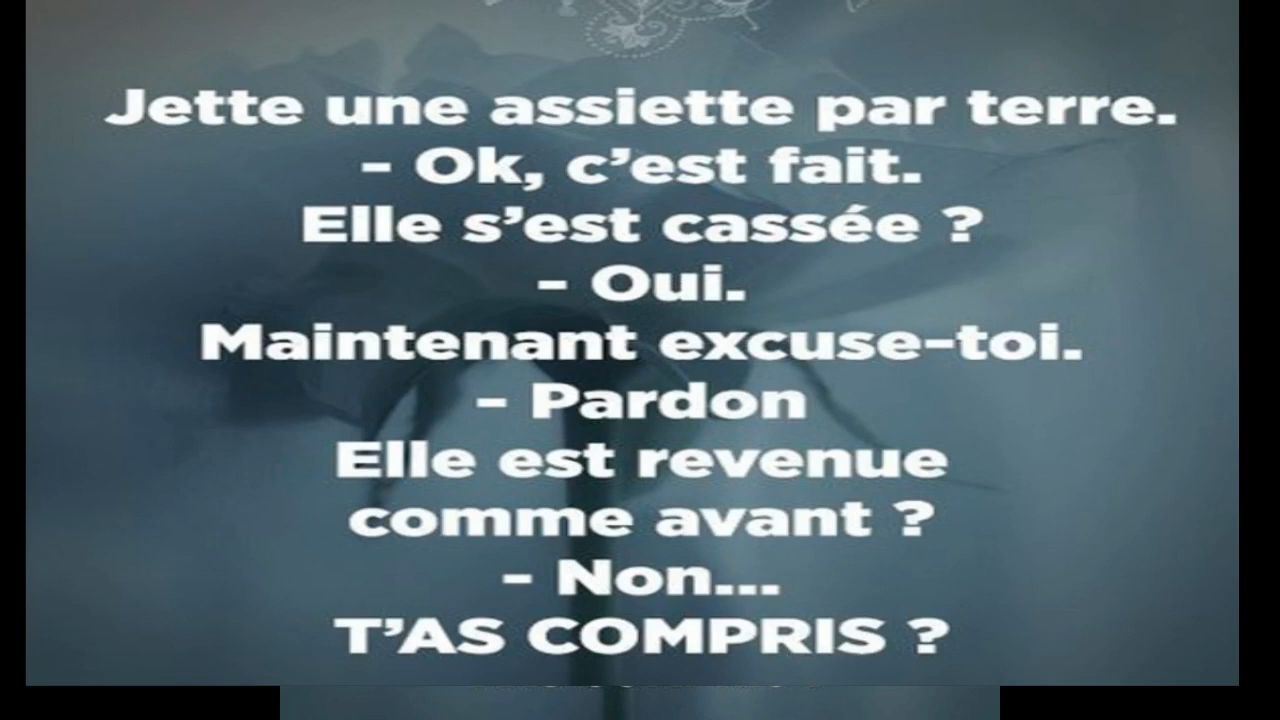 Jette une assiette par terre.
- Ok, c'est fait.
Elle s'est cassée ?
- Oui.
Maintenant excuse-toi.
- Pardon
Elle est revenue
comme avant ?
- Non...
T'AS COMPRIS ?